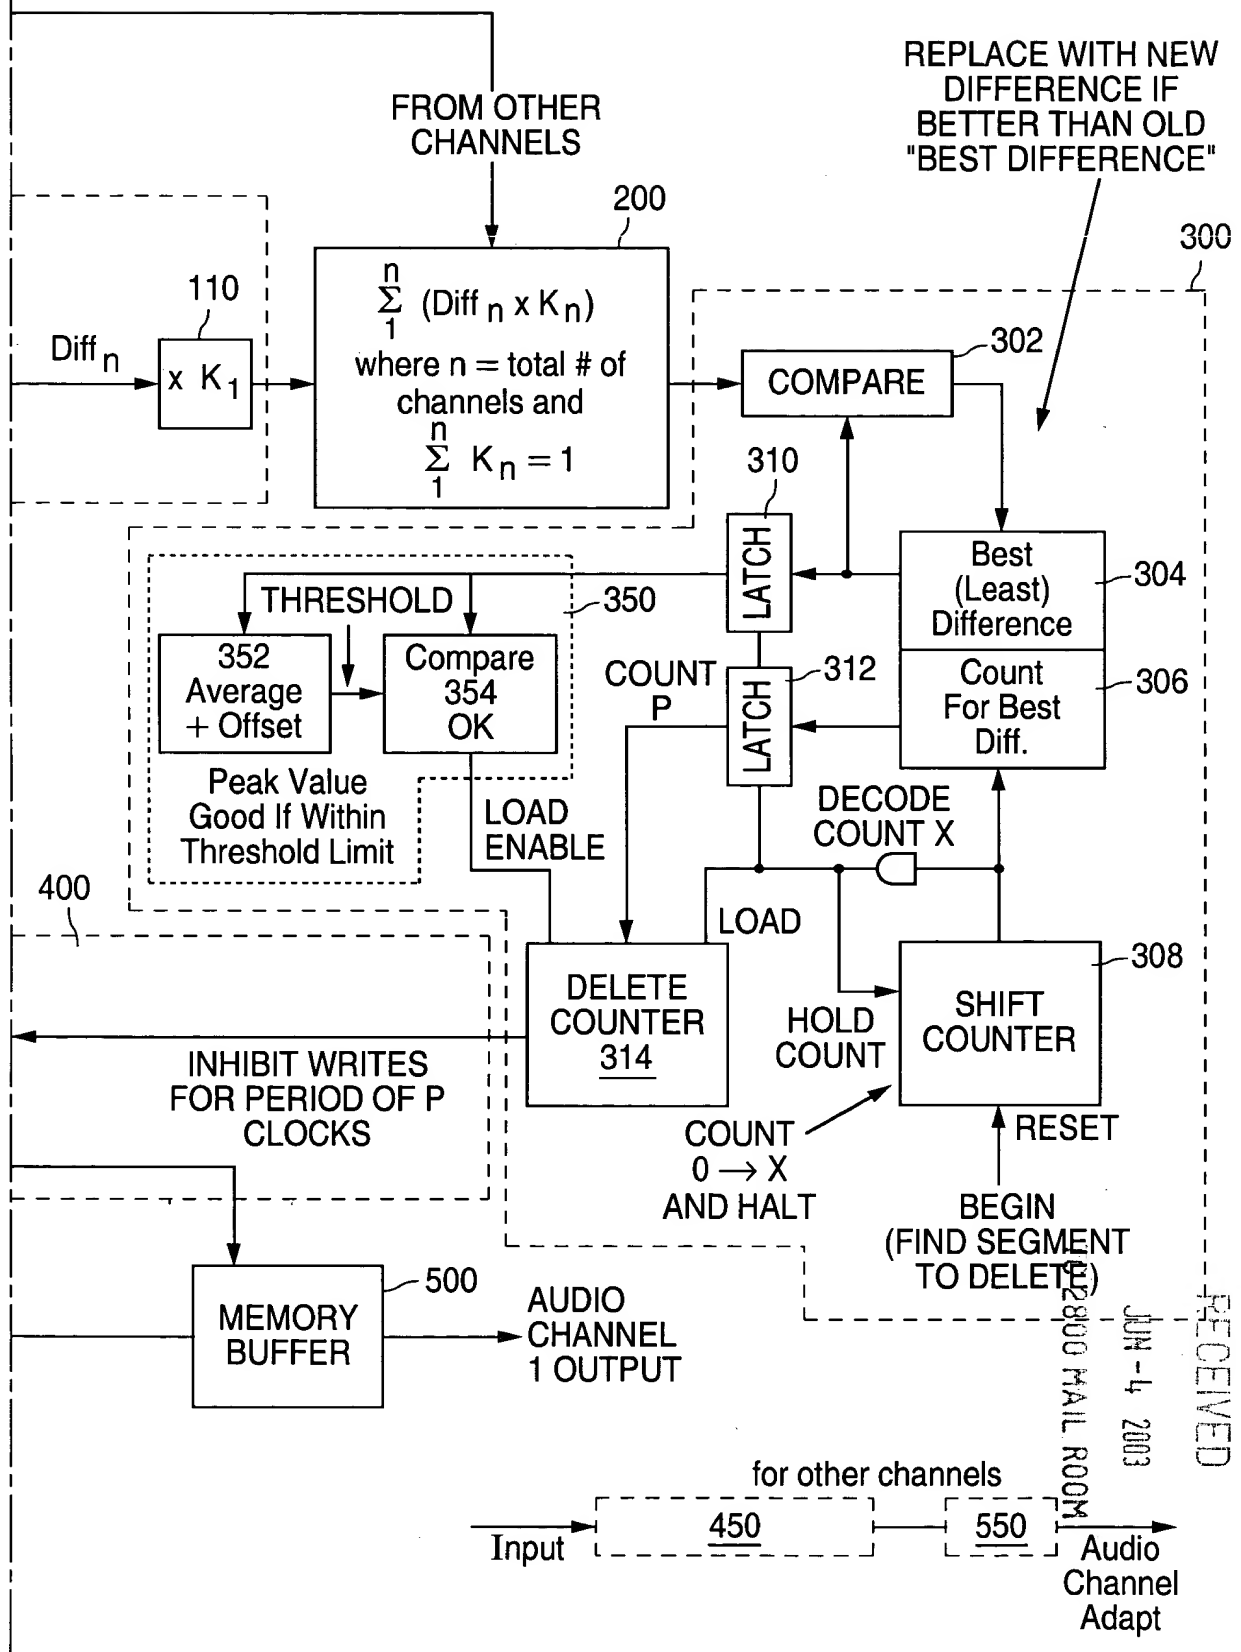 FROM OTHER
CHANNELS
REPLACE WITH NEW
DIFFERENCE IF
BETTER THAN OLD
"BEST DIFFERENCE"
200
300
110
Diff n
x K1
n
Σ (Diff n x K n)
1
where n = total # of
channels and
n
Σ K n = 1
1
302
COMPARE
310
LATCH
Best
(Least)
Difference
304
THRESHOLD
350
352
Average
+ Offset
Compare
354
OK
COUNT
P
312
LATCH
Count
For Best
Diff.
306
Peak Value
Good If Within
Threshold Limit
LOAD
ENABLE
DECODE
COUNT X
400
LOAD
308
DELETE
COUNTER
314
HOLD
COUNT
SHIFT
COUNTER
INHIBIT WRITES
FOR PERIOD OF P
CLOCKS
COUNT
0 → X
AND HALT
RESET
BEGIN
(FIND SEGMENT
TO DELETE)
500
MEMORY
BUFFER
AUDIO
CHANNEL
1 OUTPUT
RECEIVED
JUN -4 2003
2800 MAIL ROOM
for other channels
Input
450
550
Audio
Channel
Adapt